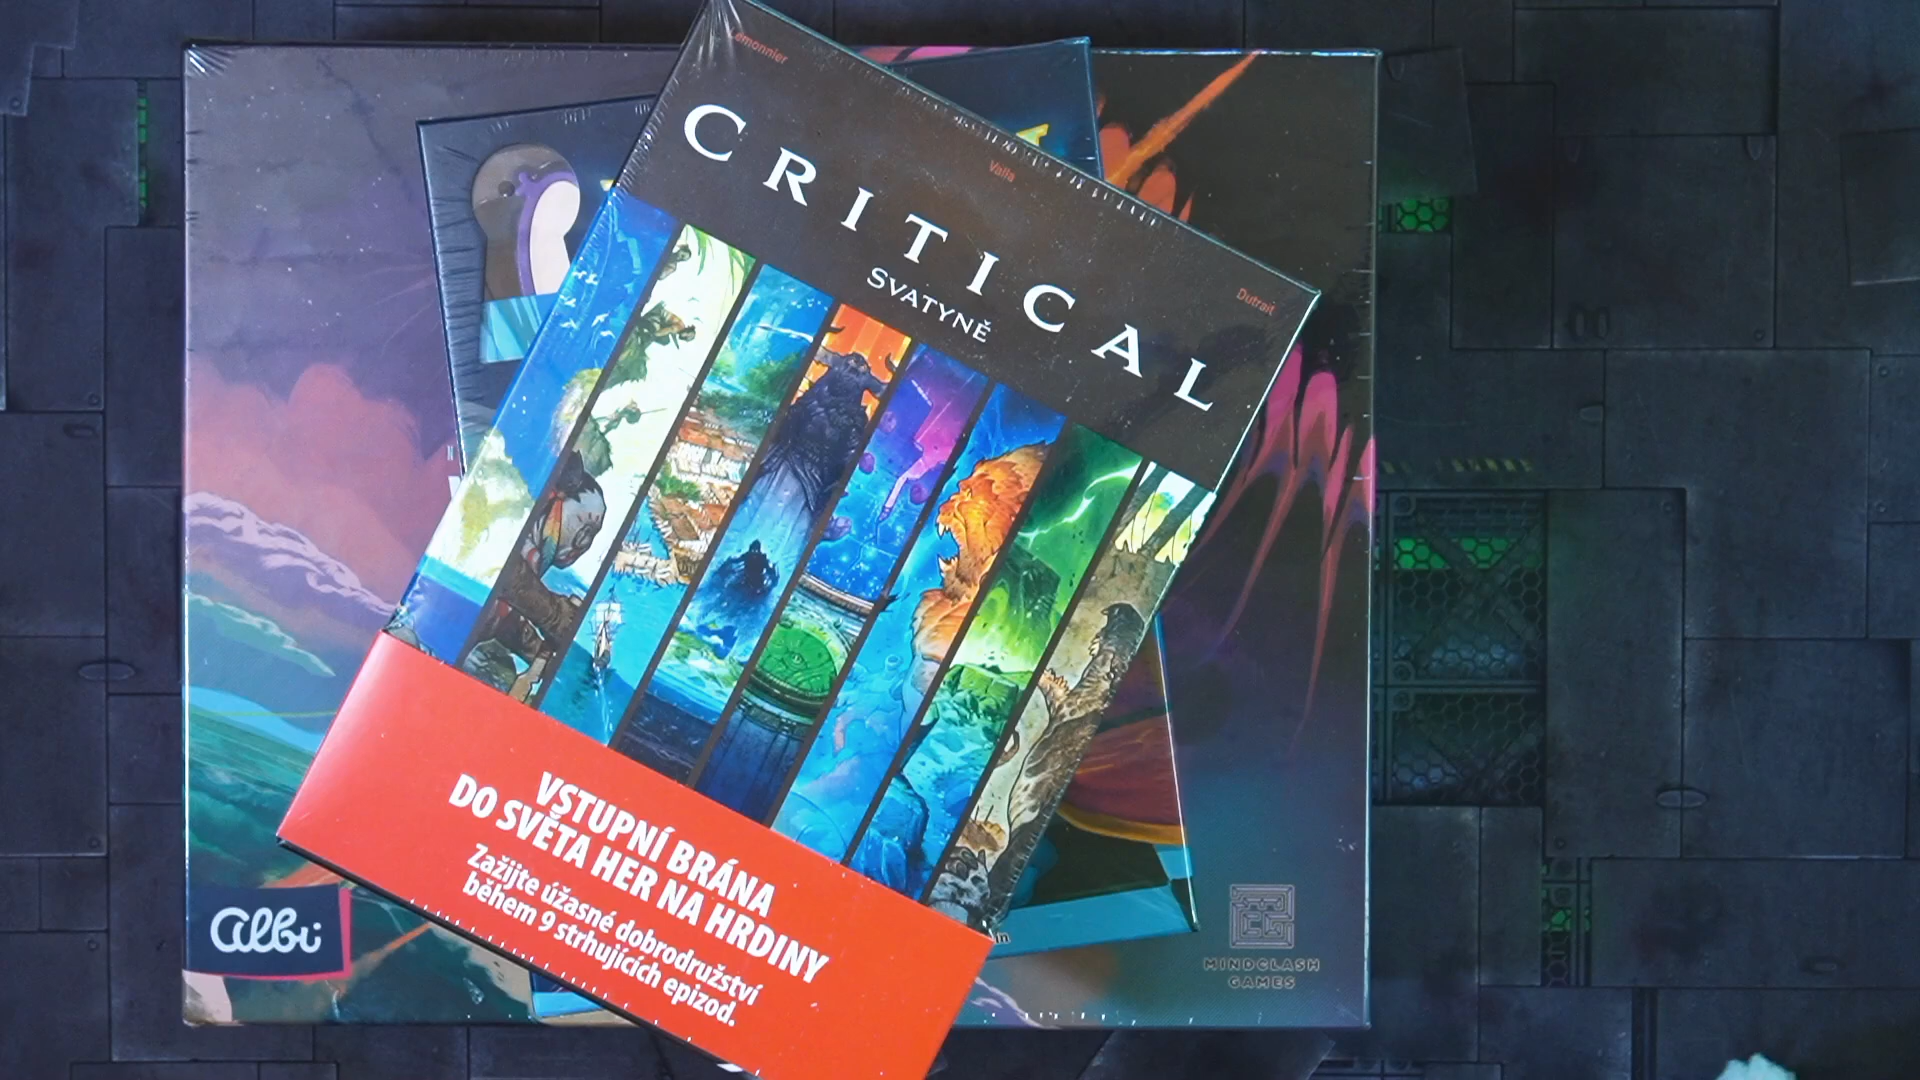 Lemonnier
Valla
Dutrait
CRITICAL
SVATYNĚ
VSTUPNÍ BRÁNA
DO SVĚTA HER NA HRDINY
Zažijte úžasné dobrodružství
během 9 strhujících epizod.
Albi
MINDCLASH
GAMES